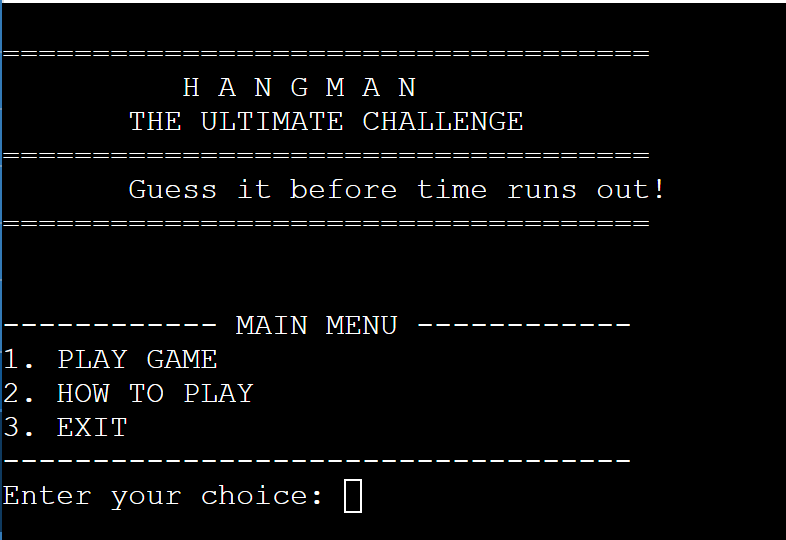 ====================================
H A N G M A N
THE ULTIMATE CHALLENGE
====================================
Guess it before time runs out!
====================================
------------ MAIN MENU ------------
1. PLAY GAME
2. HOW TO PLAY
3. EXIT
-----------------------------------
Enter your choice: